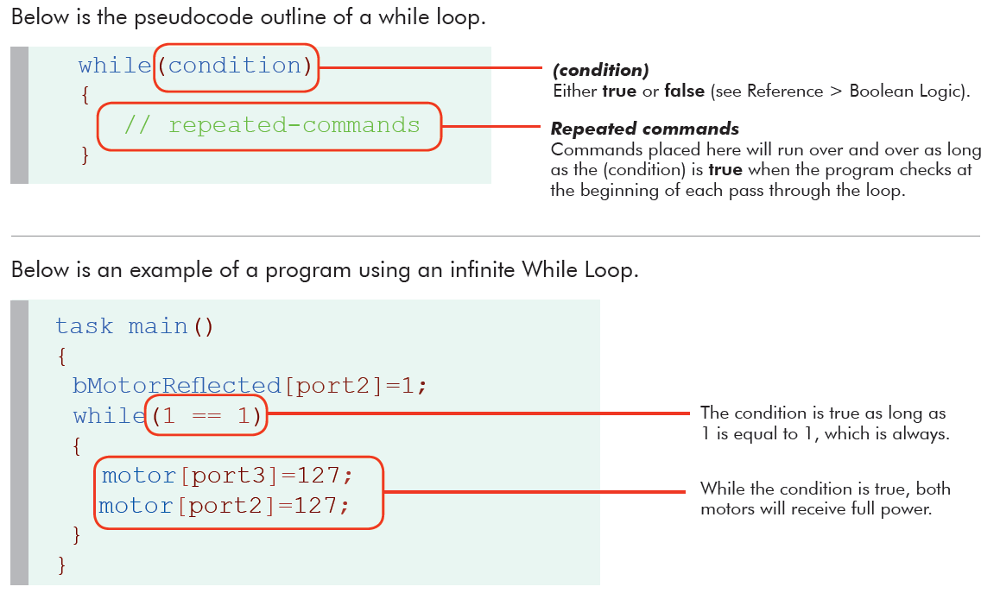 Below is the pseudocode outline of a while loop.
while(condition)
{
// repeated-commands
}
(condition)
Either true or false (see Reference > Boolean Logic).
Repeated commands
Commands placed here will run over and over as long
as the (condition) is true when the program checks at
the beginning of each pass through the loop.
Below is an example of a program using an infinite While Loop.
task main()
{
bMotorReflected[port2]=1;
while(1 == 1)
{
motor[port3]=127;
motor[port2]=127;
}
}
The condition is true as long as
1 is equal to 1, which is always.
While the condition is true, both
motors will receive full power.